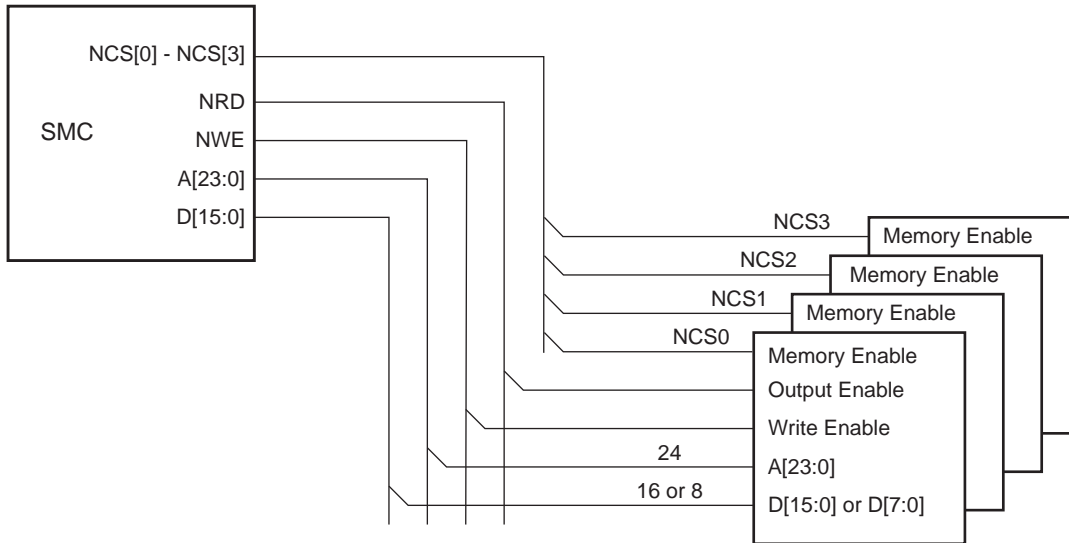 NCS[0] - NCS[3]
NRD
SMC
NWE
A[23:0]
D[15:0]
NCS3
Memory Enable
NCS2
Memory Enable
NCS1
Memory Enable
NCS0
Memory Enable
Output Enable
Write Enable
24
A[23:0]
16 or 8
D[15:0] or D[7:0]